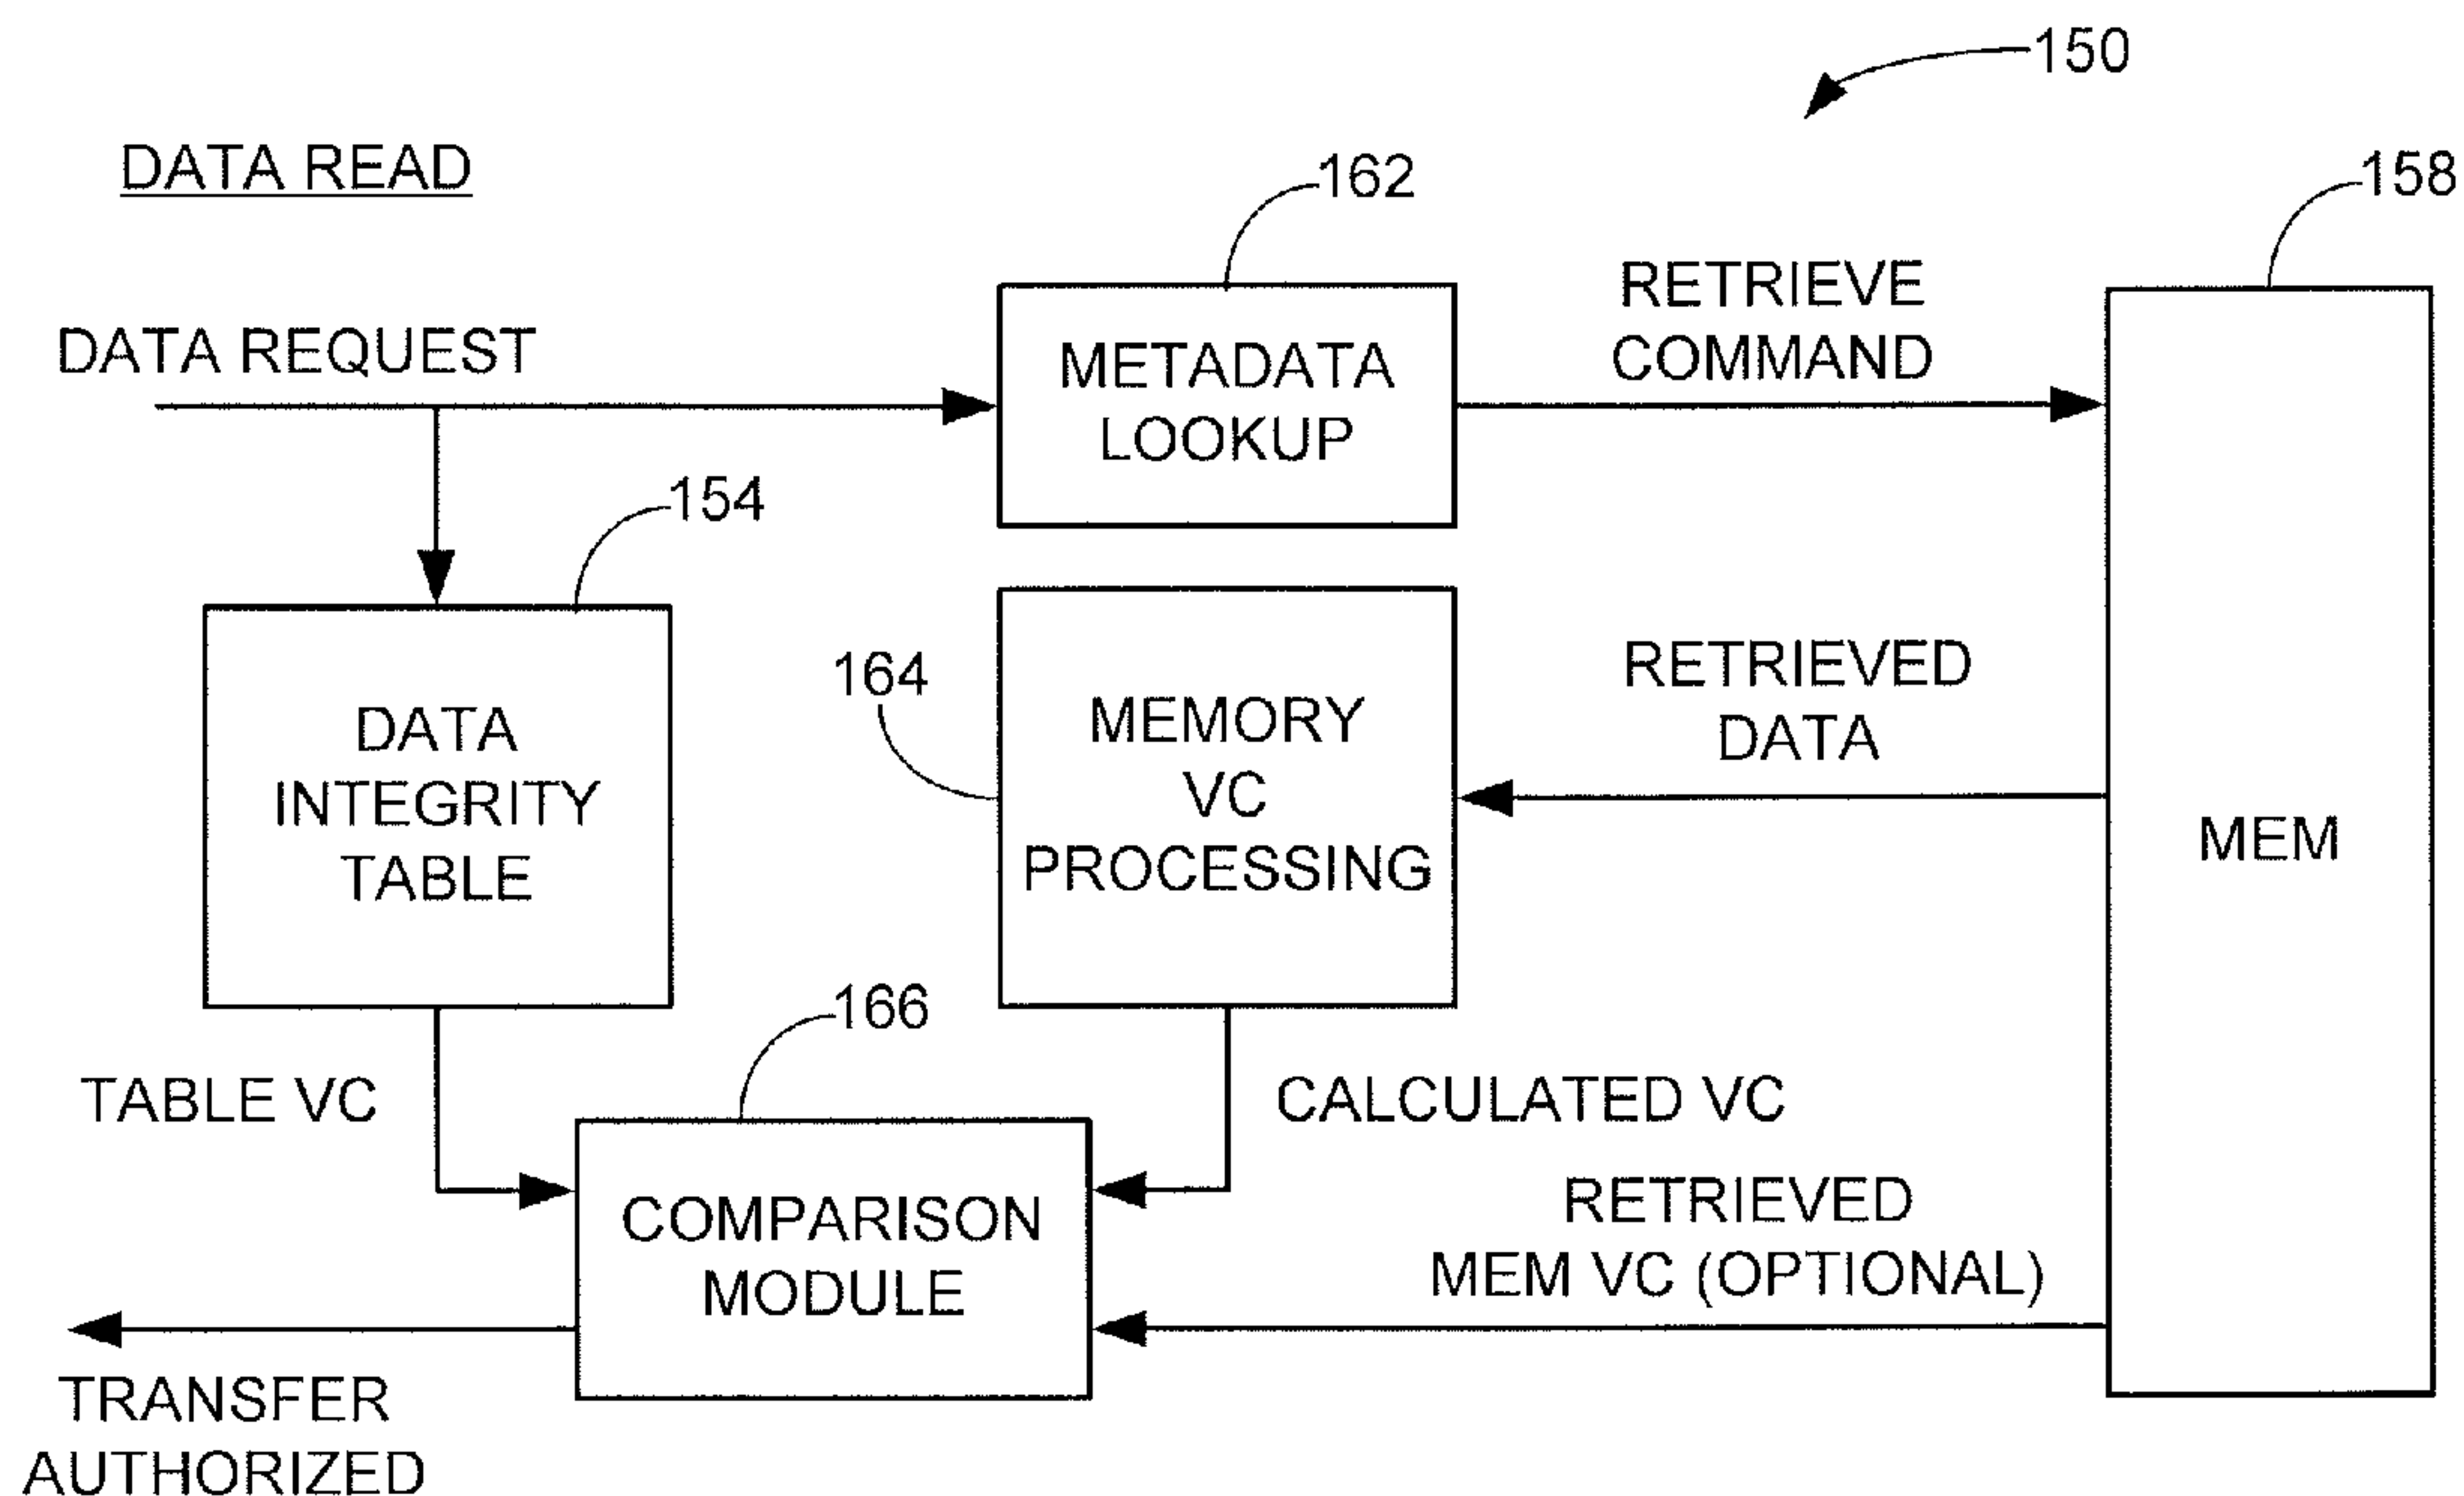 150
DATA READ
162
158
DATA REQUEST
METADATA
LOOKUP
RETRIEVE
COMMAND
154
DATA
INTEGRITY
TABLE
164
MEMORY
VC
PROCESSING
RETRIEVED
DATA
MEM
166
TABLE VC
CALCULATED VC
COMPARISON
MODULE
RETRIEVED
MEM VC (OPTIONAL)
TRANSFER
AUTHORIZED